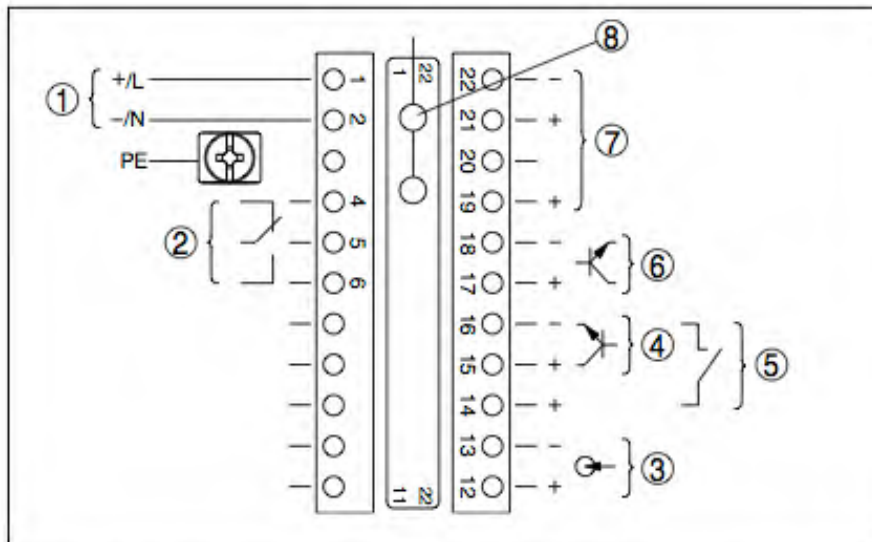 ⑧
1 22
+/L 1 22 –
① –/N 2 21 + ⑦
PE 20 –
4 19 +
② 5 18 – ⑥
6 17 +
16 – ④
15 + ⑤
14 +
13 – ③
11 22 12 +